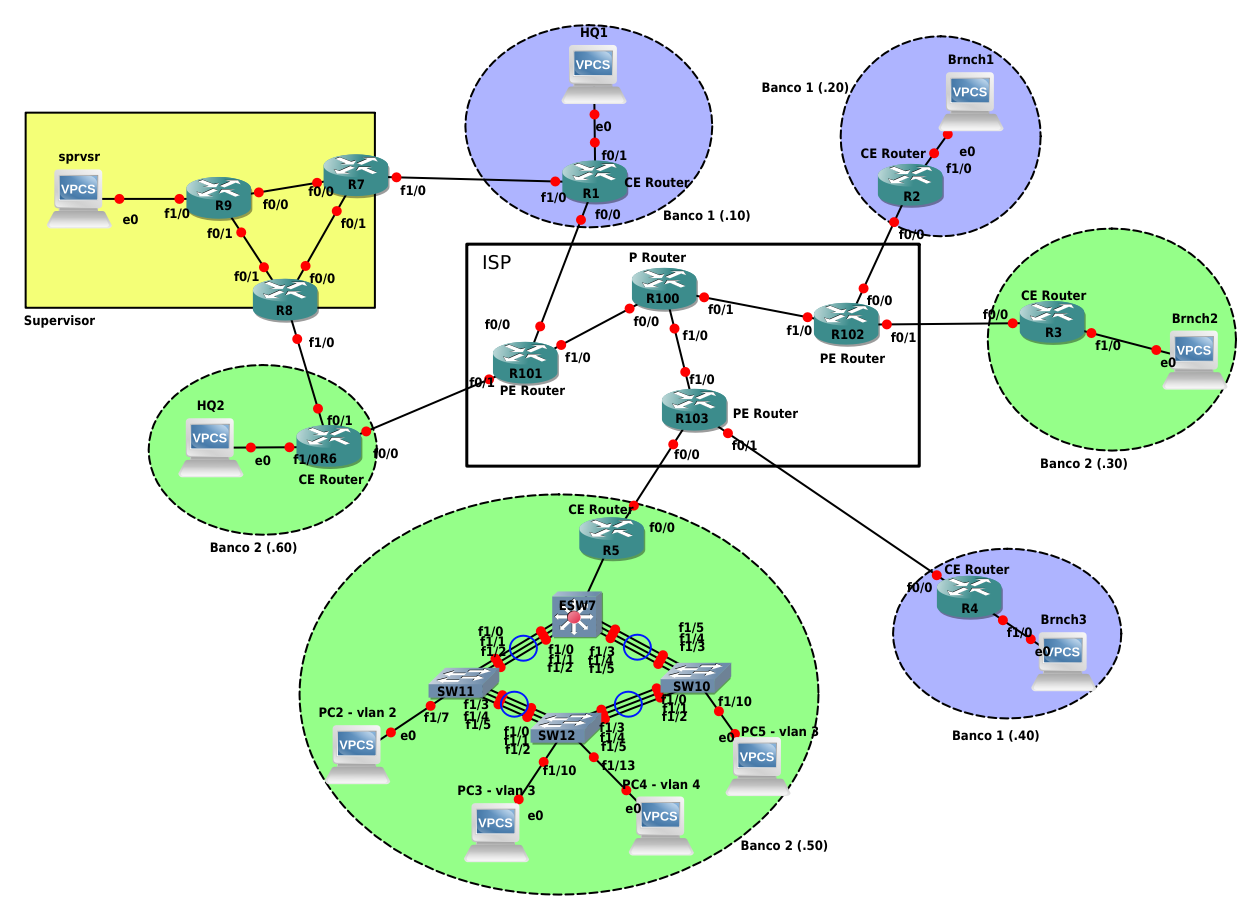 HQ1
VPCS
e0
f0/1
R1
CE Router
f1/0
f0/0
Banco 1 (.10)
Banco 1 (.20)
Brnch1
VPCS
e0
CE Router
f1/0
R2
f0/0
sprvsr
VPCS
e0
f1/0
R9
f0/0
f0/1
f0/0
R7
f1/0
f0/1
f0/1
f0/0
R8
f1/0
Supervisor
ISP
P Router
R100
f0/0
f0/1
f1/0
f0/0
R101
f1/0
f0/1
PE Router
f0/0
f1/0
R102
f0/1
PE Router
f1/0
R103
PE Router
f0/0
f0/1
f0/0
CE Router
R3
f1/0
Brnch2
e0
VPCS
Banco 2 (.30)
HQ2
VPCS
e0
f1/0
R6
f0/1
f0/0
CE Router
Banco 2 (.60)
CE Router
f0/0
R5
ESW7
f1/0
f1/1
f1/2
f1/0
f1/1
f1/2
f1/3
f1/4
f1/5
f1/5
f1/4
f1/3
SW11
f1/3
f1/4
f1/5
f1/7
SW10
f1/0
f1/1
f1/2
f1/10
f1/0
f1/1
f1/2
SW12
f1/3
f1/4
f1/5
f1/10
f1/13
PC2 - vlan 2
VPCS
e0
PC3 - vlan 3
VPCS
e0
PC4 - vlan 4
e0
VPCS
PC5 - vlan 3
e0
VPCS
Banco 2 (.50)
CE Router
f0/0
R4
f1/0
Brnch3
e0
VPCS
Banco 1 (.40)